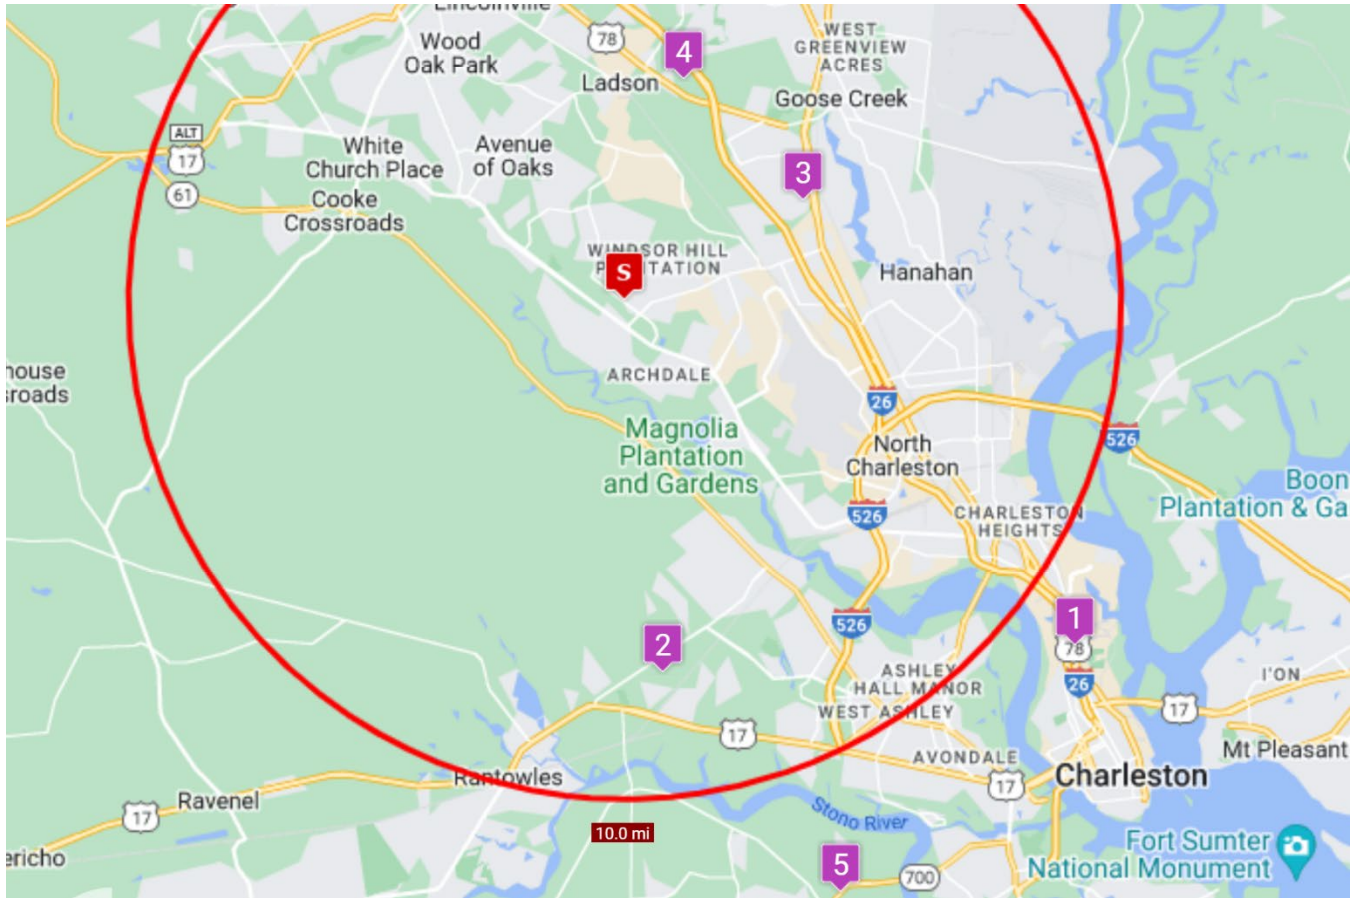 Lincolnville
Wood
Oak Park
78
4
Ladson
WEST
GREENVIEW
ACRES
Goose Creek
ALT
17
61
White
Church Place
Avenue
of Oaks
Cooke
Crossroads
3
WINDSOR HILL
PLANTATION
S
Hanahan
house
sroads
ARCHDALE
26
Magnolia
Plantation
and Gardens
North
Charleston
526
Boon
Plantation & Ga
526
CHARLESTON
HEIGHTS
526
1
78
2
26
ASHLEY
HALL MANOR
WEST ASHLEY
I'ON
17
17
Mt Pleasant
AVONDALE
Rantowles
17
Charleston
Ravenel
17
Stono River
10.0 mi
ericho
5
700
Fort Sumter
National Monument